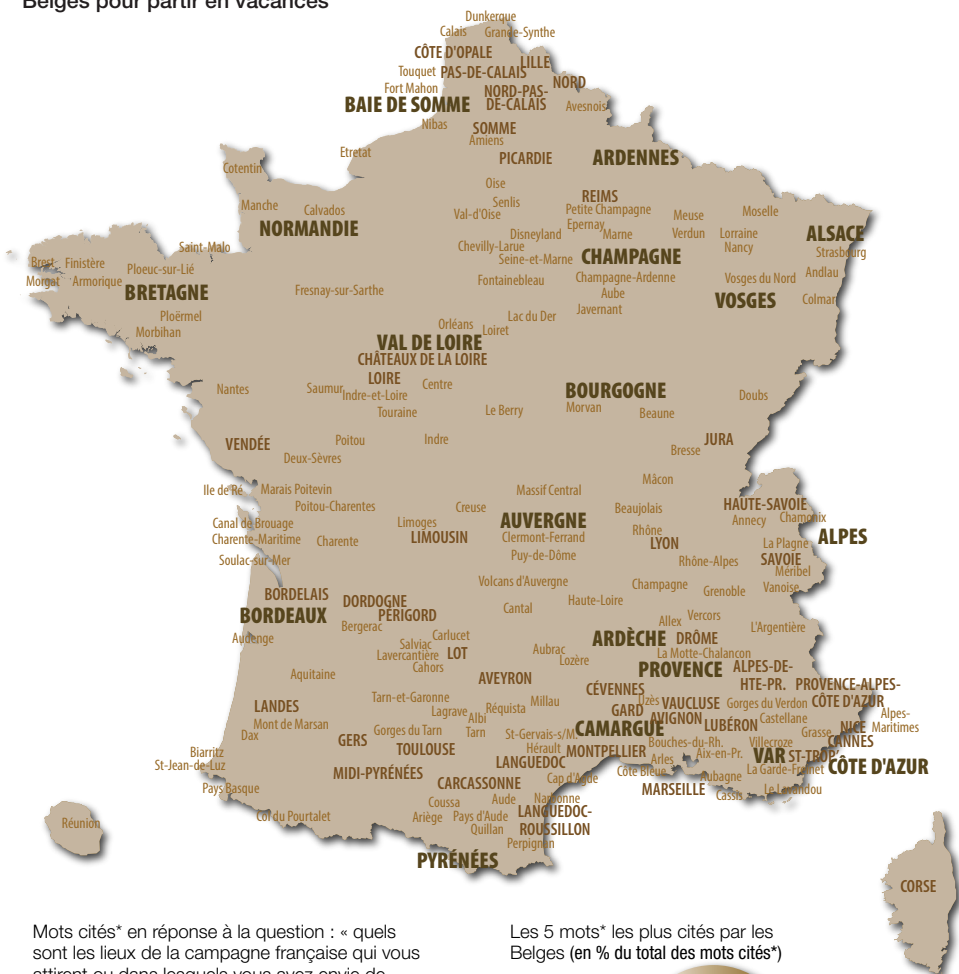 Belges pour partir en vacances
Dunkerque
Calais
Grande-Synthe
CÔTE D'OPALE
LILLE
Touquet
PAS-DE-CALAIS
NORD
Fort Mahon
NORD-PAS-
DE-CALAIS
BAIE DE SOMME
Avesnois
Nibas
SOMME
Amiens
Etretat
PICARDIE
ARDENNES
Cotentin
Oise
REIMS
Senlis
Petite Champagne
Manche
Calvados
Val-d'Oise
Epernay
Meuse
Moselle
NORMANDIE
Disneyland
Marne
Verdun
Lorraine
ALSACE
Saint-Malo
Chevilly-Larue
Nancy
Strasbourg
Seine-et-Marne
CHAMPAGNE
Brest
Finistère
Ploeuc-sur-Lié
Andlau
Morgat
Armorique
Fontainebleau
Champagne-Ardenne
Vosges du Nord
BRETAGNE
Fresnay-sur-Sarthe
Aube
VOSGES
Colmar
Javernant
Ploërmel
Lac du Der
Morbihan
Orléans
Loiret
VAL DE LOIRE
CHÂTEAUX DE LA LOIRE
LOIRE
Centre
BOURGOGNE
Nantes
Saumur
Indre-et-Loire
Doubs
Touraine
Le Berry
Morvan
Beaune
VENDÉE
Poitou
Indre
JURA
Deux-Sèvres
Bresse
Mâcon
Ile de Ré
Marais Poitevin
Massif Central
Poitou-Charentes
Creuse
Beaujolais
HAUTE-SAVOIE
Canal de Brouage
Limoges
AUVERGNE
Annecy
Chamonix
Charente-Maritime
Charente
LIMOUSIN
Clermont-Ferrand
Rhône
LYON
La Plagne
ALPES
Soulac-sur-Mer
Puy-de-Dôme
Rhône-Alpes
SAVOIE
Méribel
Volcans d'Auvergne
Champagne
Grenoble
Vanoise
BORDELAIS
DORDOGNE
Cantal
Haute-Loire
BORDEAUX
PÉRIGORD
Allex
Vercors
L'Argentière
Bergerac
Carlucet
Audenge
Salviac
ARDÈCHE
DRÔME
Lavercantière
LOT
Aubrac
La Motte-Chalancon
Cahors
Lozère
PROVENCE
ALPES-DE-
HTE-PR.
Aquitaine
AVEYRON
CÉVENNES
PROVENCE-ALPES-
CÔTE D'AZUR
Tarn-et-Garonne
Millau
Uzès
VAUCLUSE
Gorges du Verdon
LANDES
Lagrave
Réquista
GARD
Alpes-
Maritimes
Mont de Marsan
Albi
AVIGNON
LUBÉRON
Castellane
NICE
Dax
Gorges du Tarn
Tarn
St-Gervais-s/M.
CAMARGUE
Grasse
GERS
Hérault
Bouches-du-Rh.
Villecroze
CANNES
Biarritz
TOULOUSE
MONTPELLIER
Aix-en-Pr.
VAR
ST-TROP'
St-Jean-de-Luz
LANGUEDOC
Arles
CÔTE D'AZUR
MIDI-PYRÉNÉES
Cap d'Agde
Côte Bleue
Aubagne
La Garde-Freinet
Pays Basque
CARCASSONNE
MARSEILLE
Cassis
Le Lavandou
Coussa
Aude
Narbonne
Réunion
Col du Pourtalet
Ariège
Pays d'Aude
LANGUEDOC-
ROUSSILLON
Quillan
Perpignan
PYRÉNÉES
CORSE
Mots cités* en réponse à la question : « quels
sont les lieux de la campagne française qui vous
attirent ou dans lesquels vous avez envie de
Les 5 mots* les plus cités par les
Belges (en % du total des mots cités*)